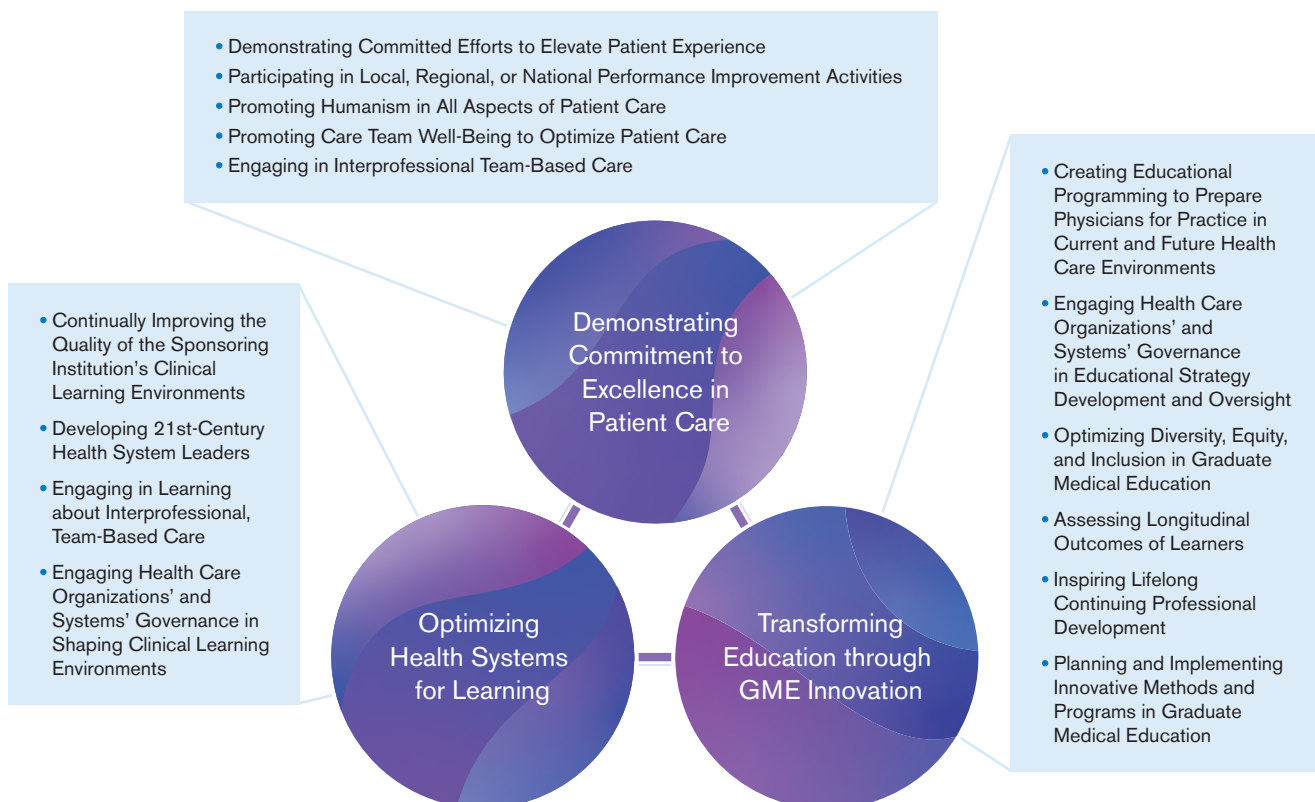 • Demonstrating Committed Efforts to Elevate Patient Experience
• Participating in Local, Regional, or National Performance Improvement Activities
• Promoting Humanism in All Aspects of Patient Care
• Promoting Care Team Well-Being to Optimize Patient Care
• Engaging in Interprofessional Team-Based Care
• Creating Educational
Programming to Prepare
Physicians for Practice in
Current and Future Health
Care Environments
• Engaging Health Care
Organizations’ and
Systems’ Governance
in Educational Strategy
Development and Oversight
• Optimizing Diversity, Equity,
and Inclusion in Graduate
Medical Education
• Assessing Longitudinal
Outcomes of Learners
• Inspiring Lifelong
Continuing Professional
Development
• Planning and Implementing
Innovative Methods and
Programs in Graduate
Medical Education
• Continually Improving the
Quality of the Sponsoring
Institution’s Clinical
Learning Environments
• Developing 21st-Century
Health System Leaders
• Engaging in Learning
about Interprofessional,
Team-Based Care
• Engaging Health Care
Organizations’ and
Systems’ Governance in
Shaping Clinical Learning
Environments
Demonstrating
Commitment to
Excellence in
Patient Care
Optimizing
Health Systems
for Learning
Transforming
Education through
GME Innovation